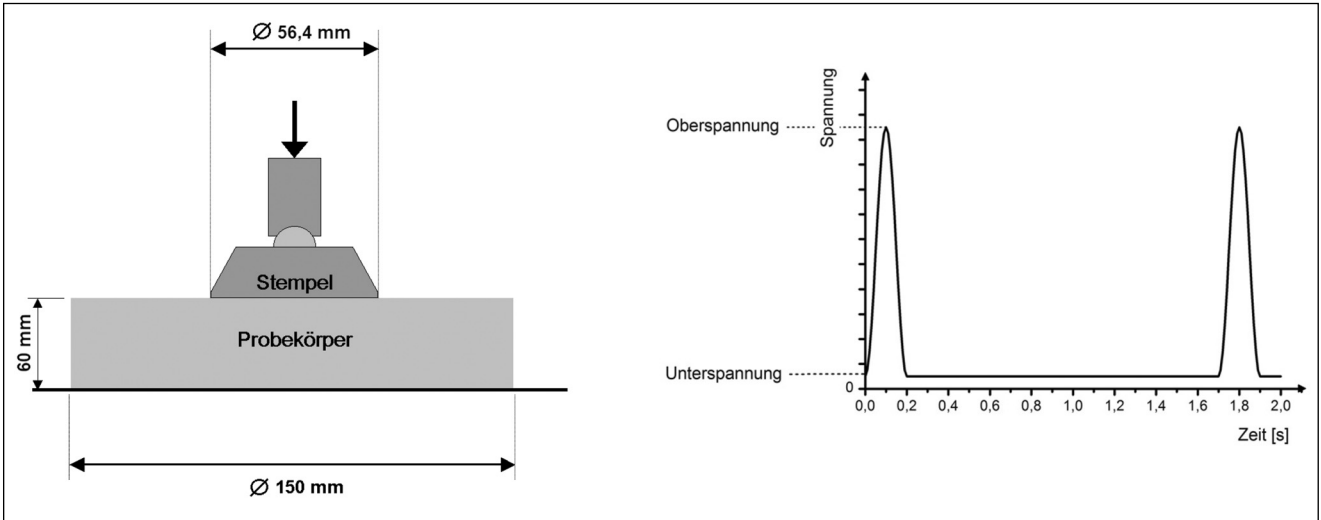 Ø 56,4 mm
Stempel
Probekörper
60 mm
Ø 150 mm
Spannung
Oberspannung
Unterspannung
0
0,0 0,2 0,4 0,6 0,8 1,0 1,2 1,4 1,6 1,8 2,0
Zeit [s]